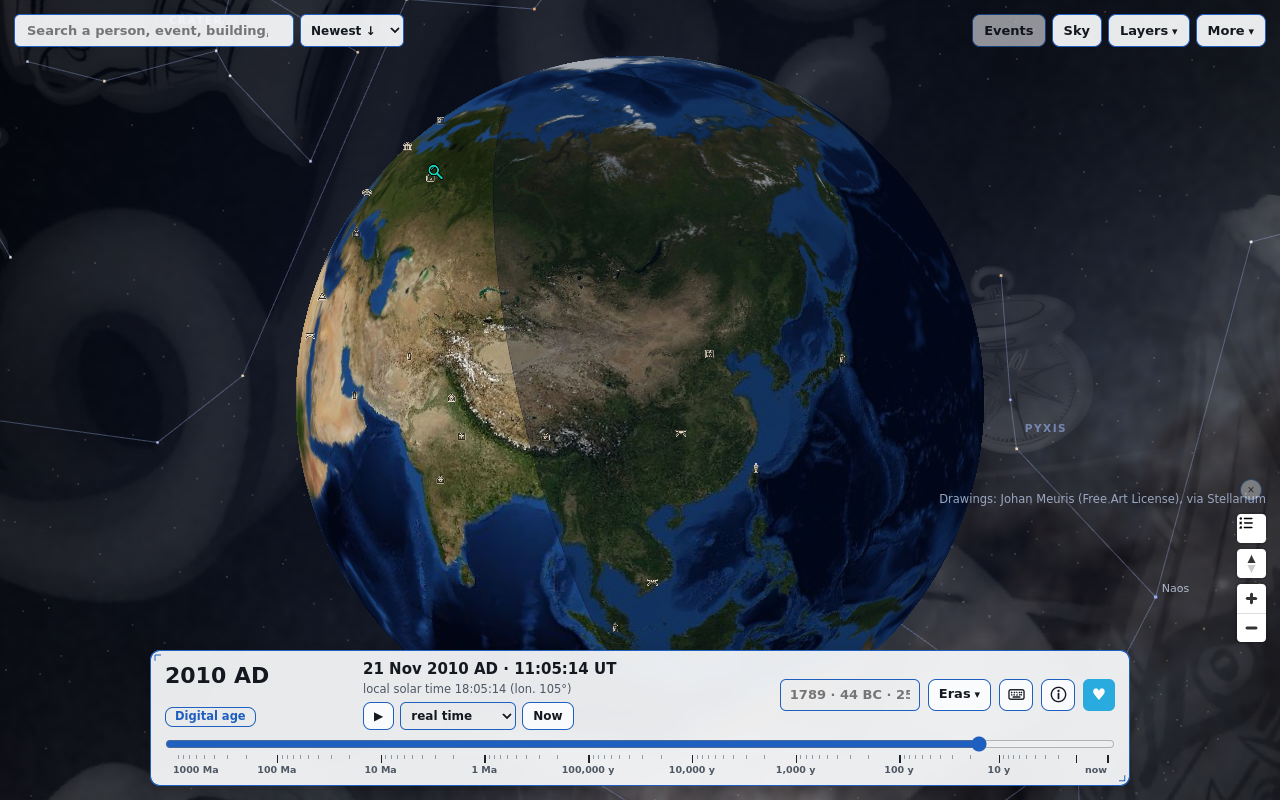 Search a person, event, building,
Newest ↓
Events
Sky
Layers ▾
More ▾
PYXIS
Drawings: Johan Meuris (Free Art License), via Stellarium
Naos
2010 AD
Digital age
21 Nov 2010 AD · 11:05:14 UT
local solar time 18:05:14 (lon. 105°)
▶
real time
Now
1789 · 44 BC · 25
Eras ▾
1000 Ma
100 Ma
10 Ma
1 Ma
100,000 y
10,000 y
1,000 y
100 y
10 y
now